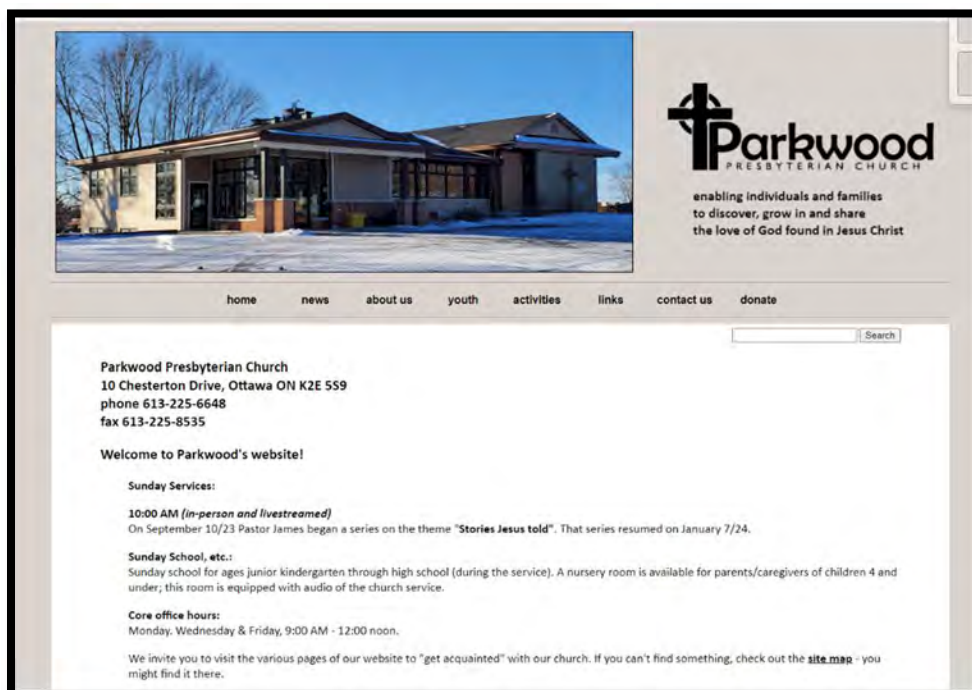 Parkwood
PRESBYTERIAN CHURCH
enabling individuals and families
to discover, grow in and share
the love of God found in Jesus Christ
home news about us youth activities links contact us donate
Search
Parkwood Presbyterian Church
10 Chesterton Drive, Ottawa ON K2E 5S9
phone 613-225-6648
fax 613-225-8535
Welcome to Parkwood's website!
Sunday Services:
10:00 AM (in-person and livestreamed)
On September 10/23 Pastor James began a series on the theme "Stories Jesus told". That series resumed on January 7/24.
Sunday School, etc.:
Sunday school for ages junior kindergarten through high school (during the service). A nursery room is available for parents/caregivers of children 4 and
under; this room is equipped with audio of the church service.
Core office hours:
Monday. Wednesday & Friday, 9:00 AM - 12:00 noon.
We invite you to visit the various pages of our website to "get acquainted" with our church. If you can't find something, check out the site map - you
might find it there.